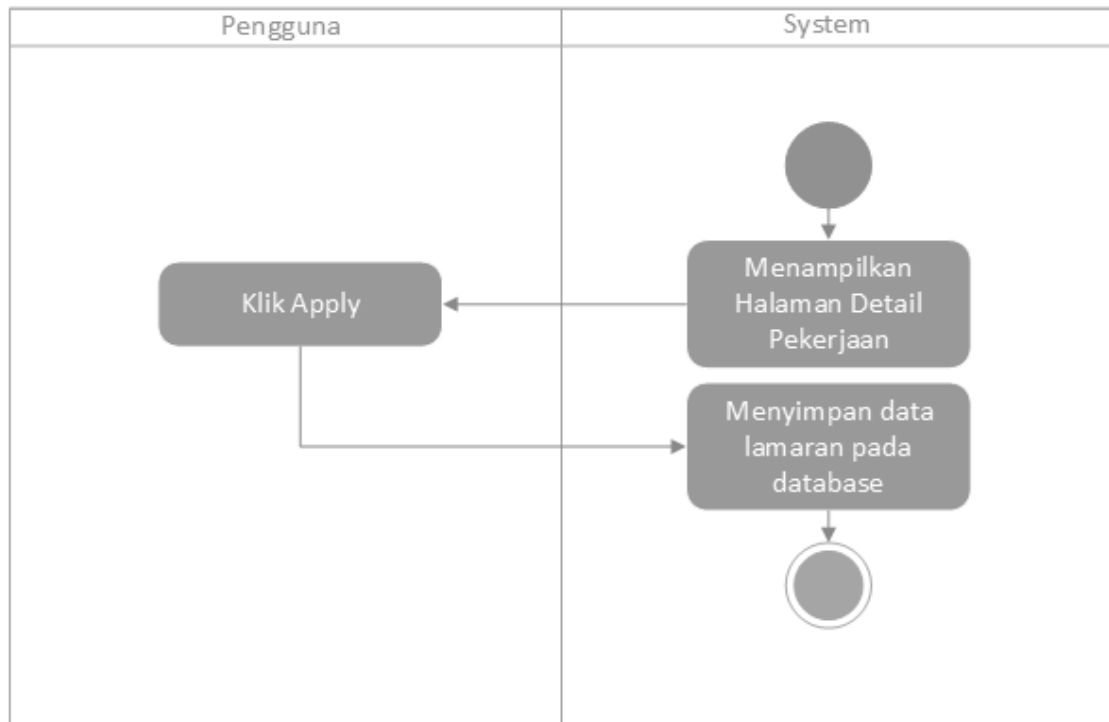 Pengguna
System
Menampilkan
Halaman Detail
Pekerjaan
Klik Apply
Menyimpan data
lamaran pada
database